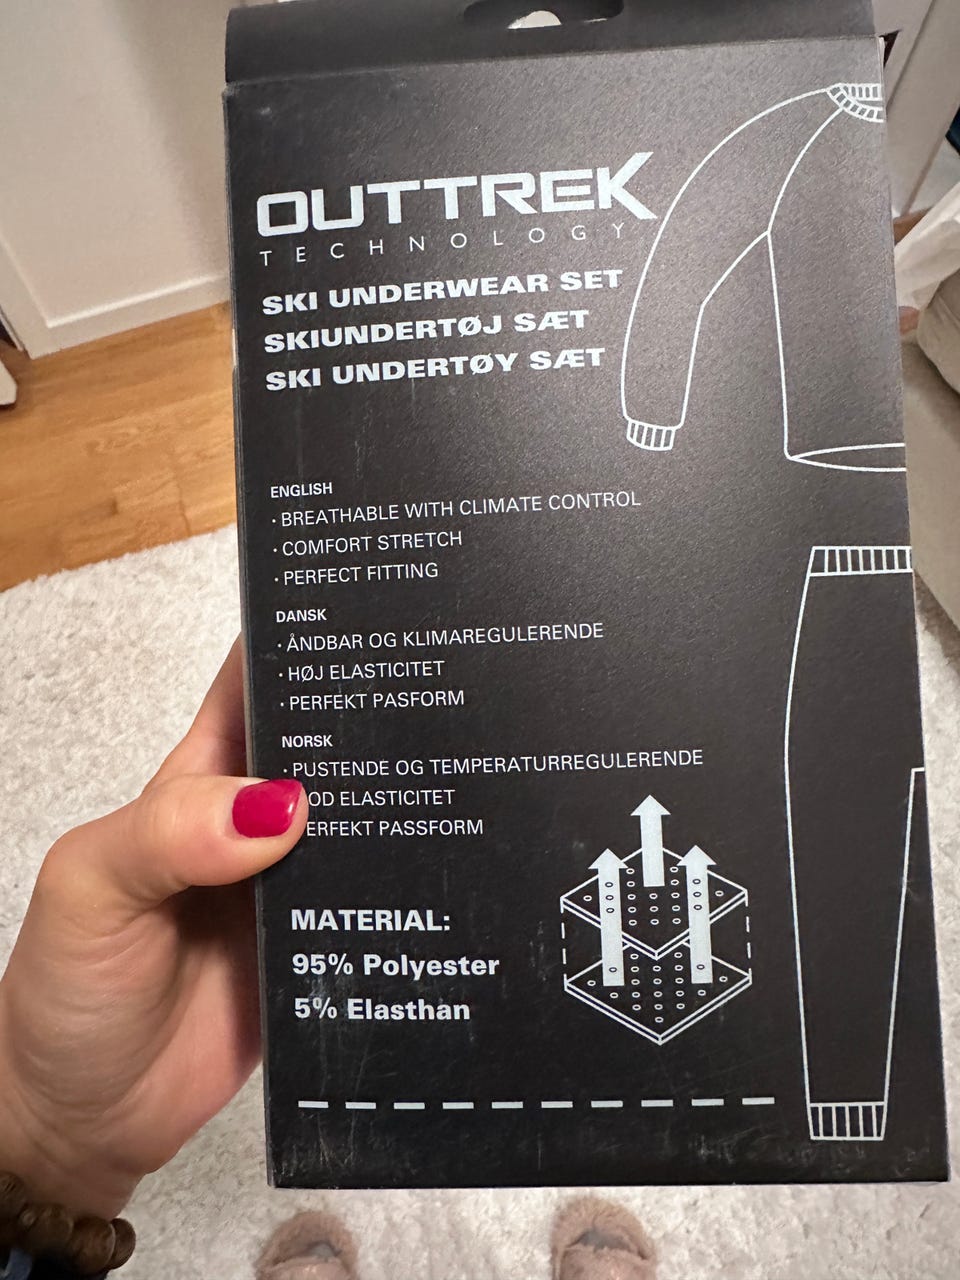 OUTTREK
TECHNOLOGY
SKI UNDERWEAR SET
SKIUNDERTØJ SÆT
SKI UNDERTØY SÆT
ENGLISH
· BREATHABLE WITH CLIMATE CONTROL
· COMFORT STRETCH
· PERFECT FITTING
DANSK
· ÅNDBAR OG KLIMAREGULERENDE
· HØJ ELASTICITET
· PERFEKT PASFORM
NORSK
· PUSTENDE OG TEMPERATURREGULERENDE
OD ELASTICITET
ERFEKT PASSFORM
MATERIAL:
95% Polyester
5% Elasthan